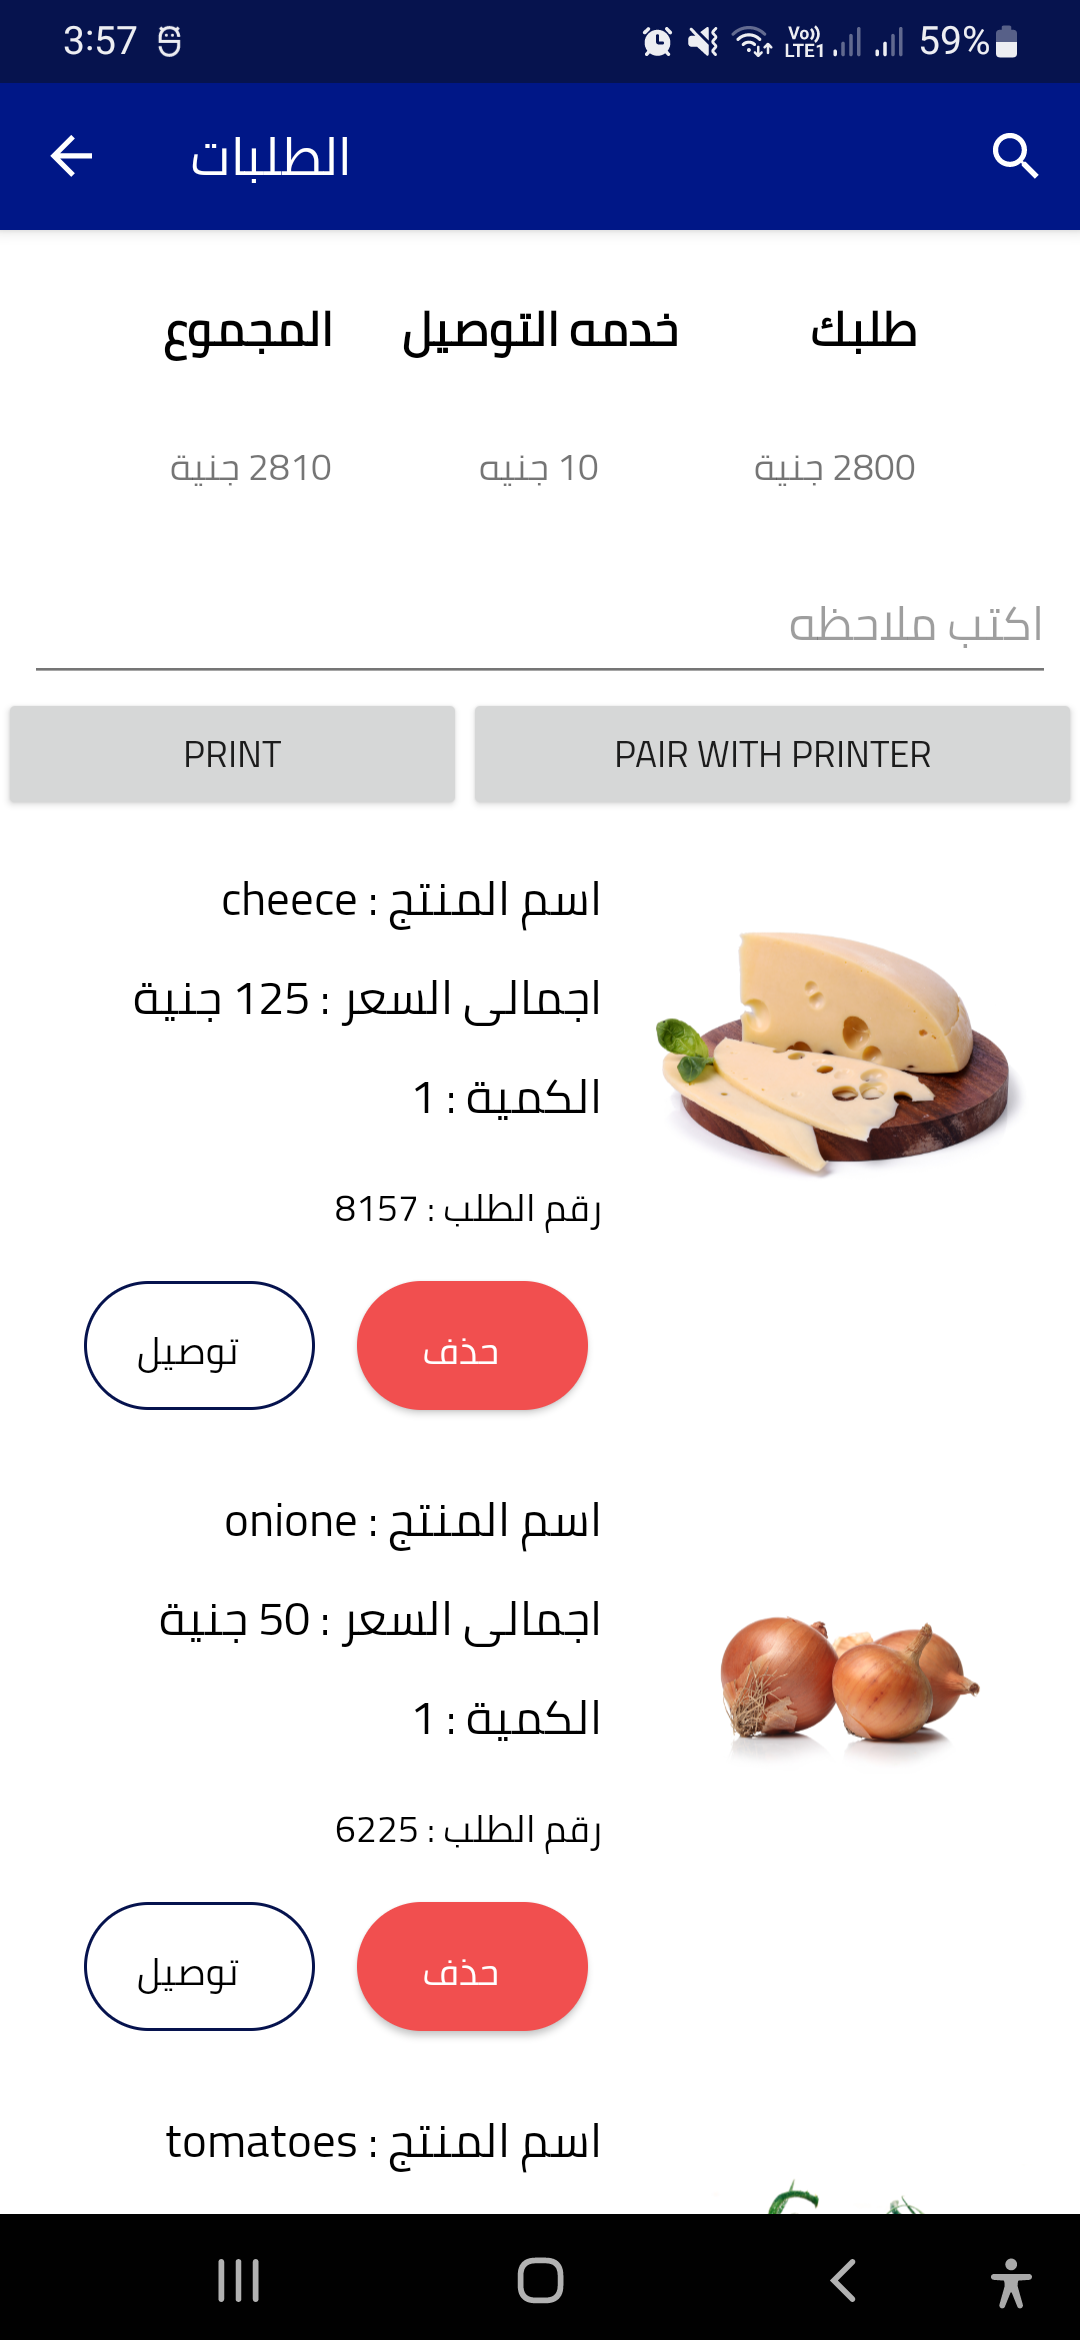 3:57
Vo)) LTE1 59%
الطلبات
طلبك خدمه التوصيل المجموع
2800 جنية 10 جنيه 2810 جنية
اكتب ملاحظه
PRINT PAIR WITH PRINTER
اسم المنتج : cheece
اجمالى السعر : 125 جنية
الكمية : 1
رقم الطلب : 8157
حذف توصيل
اسم المنتج : onione
اجمالى السعر : 50 جنية
الكمية : 1
رقم الطلب : 6225
حذف توصيل
اسم المنتج : tomatoes